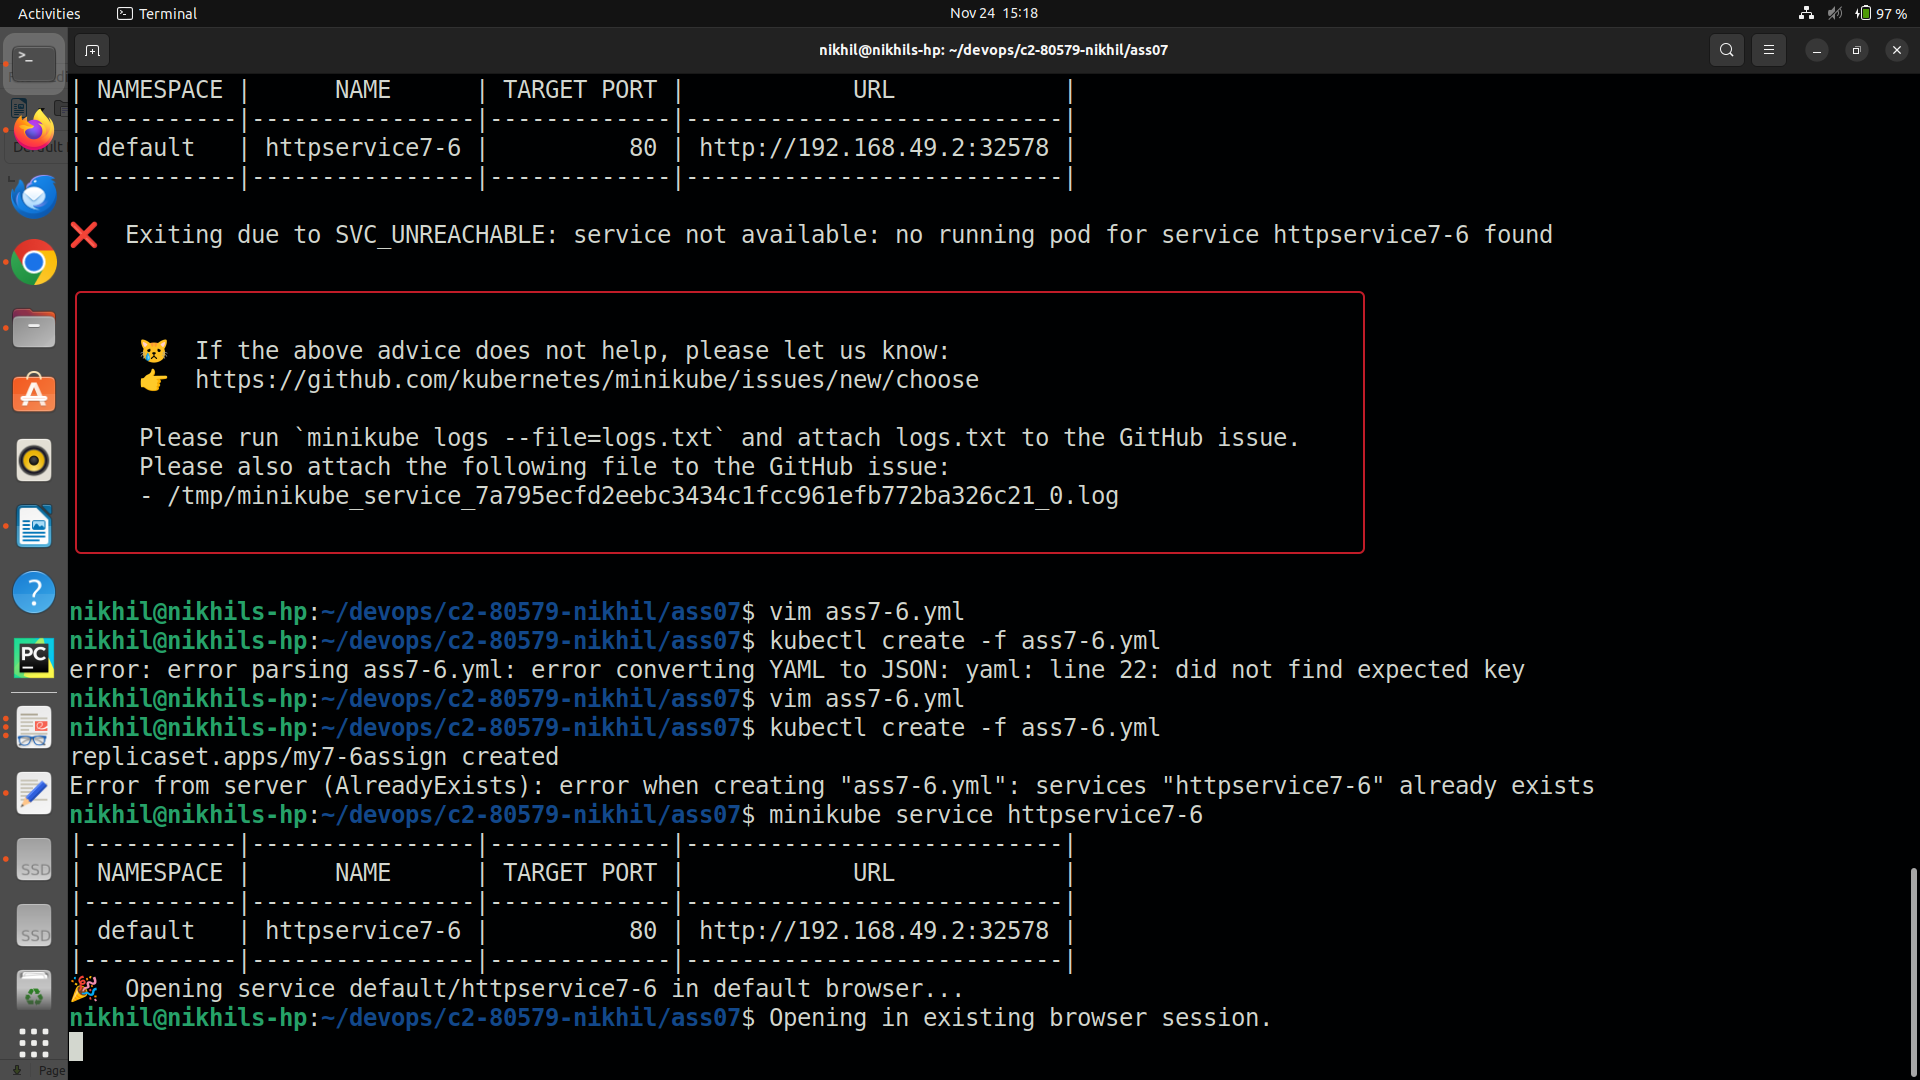 Activities
Terminal
Nov 24 15:18
97 %
nikhil@nikhils-hp: ~/devops/c2-80579-nikhil/ass07
| NAMESPACE |      NAME      | TARGET PORT |            URL            |
|-----------|----------------|-------------|---------------------------|
| default   | httpservice7-6 |          80 | http://192.168.49.2:32578 |
|-----------|----------------|-------------|---------------------------|
❌  Exiting due to SVC_UNREACHABLE: service not available: no running pod for service httpservice7-6 found
😿  If the above advice does not help, please let us know:
👉  https://github.com/kubernetes/minikube/issues/new/choose
Please run `minikube logs --file=logs.txt` and attach logs.txt to the GitHub issue.
Please also attach the following file to the GitHub issue:
- /tmp/minikube_service_7a795ecfd2eebc3434c1fcc961efb772ba326c21_0.log
nikhil@nikhils-hp:~/devops/c2-80579-nikhil/ass07$ vim ass7-6.yml
nikhil@nikhils-hp:~/devops/c2-80579-nikhil/ass07$ kubectl create -f ass7-6.yml
error: error parsing ass7-6.yml: error converting YAML to JSON: yaml: line 22: did not find expected key
nikhil@nikhils-hp:~/devops/c2-80579-nikhil/ass07$ vim ass7-6.yml
nikhil@nikhils-hp:~/devops/c2-80579-nikhil/ass07$ kubectl create -f ass7-6.yml
replicaset.apps/my7-6assign created
Error from server (AlreadyExists): error when creating "ass7-6.yml": services "httpservice7-6" already exists
nikhil@nikhils-hp:~/devops/c2-80579-nikhil/ass07$ minikube service httpservice7-6
|-----------|----------------|-------------|---------------------------|
| NAMESPACE |      NAME      | TARGET PORT |            URL            |
|-----------|----------------|-------------|---------------------------|
| default   | httpservice7-6 |          80 | http://192.168.49.2:32578 |
|-----------|----------------|-------------|---------------------------|
🎉  Opening service default/httpservice7-6 in default browser...
nikhil@nikhils-hp:~/devops/c2-80579-nikhil/ass07$ Opening in existing browser session.
PC
SSD
SSD
Page